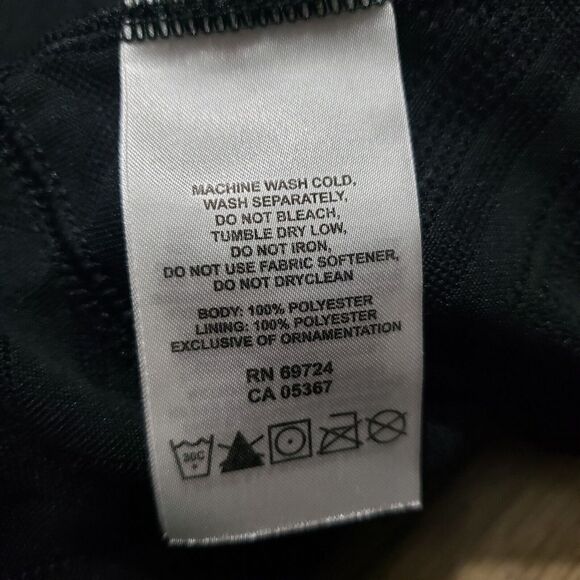 MACHINE WASH COLD,
WASH SEPARATELY,
DO NOT BLEACH,
TUMBLE DRY LOW,
DO NOT IRON,
DO NOT USE FABRIC SOFTENER,
DO NOT DRYCLEAN
BODY: 100% POLYESTER
LINING: 100% POLYESTER
EXCLUSIVE OF ORNAMENTATION
RN 69724
CA 05367
30C